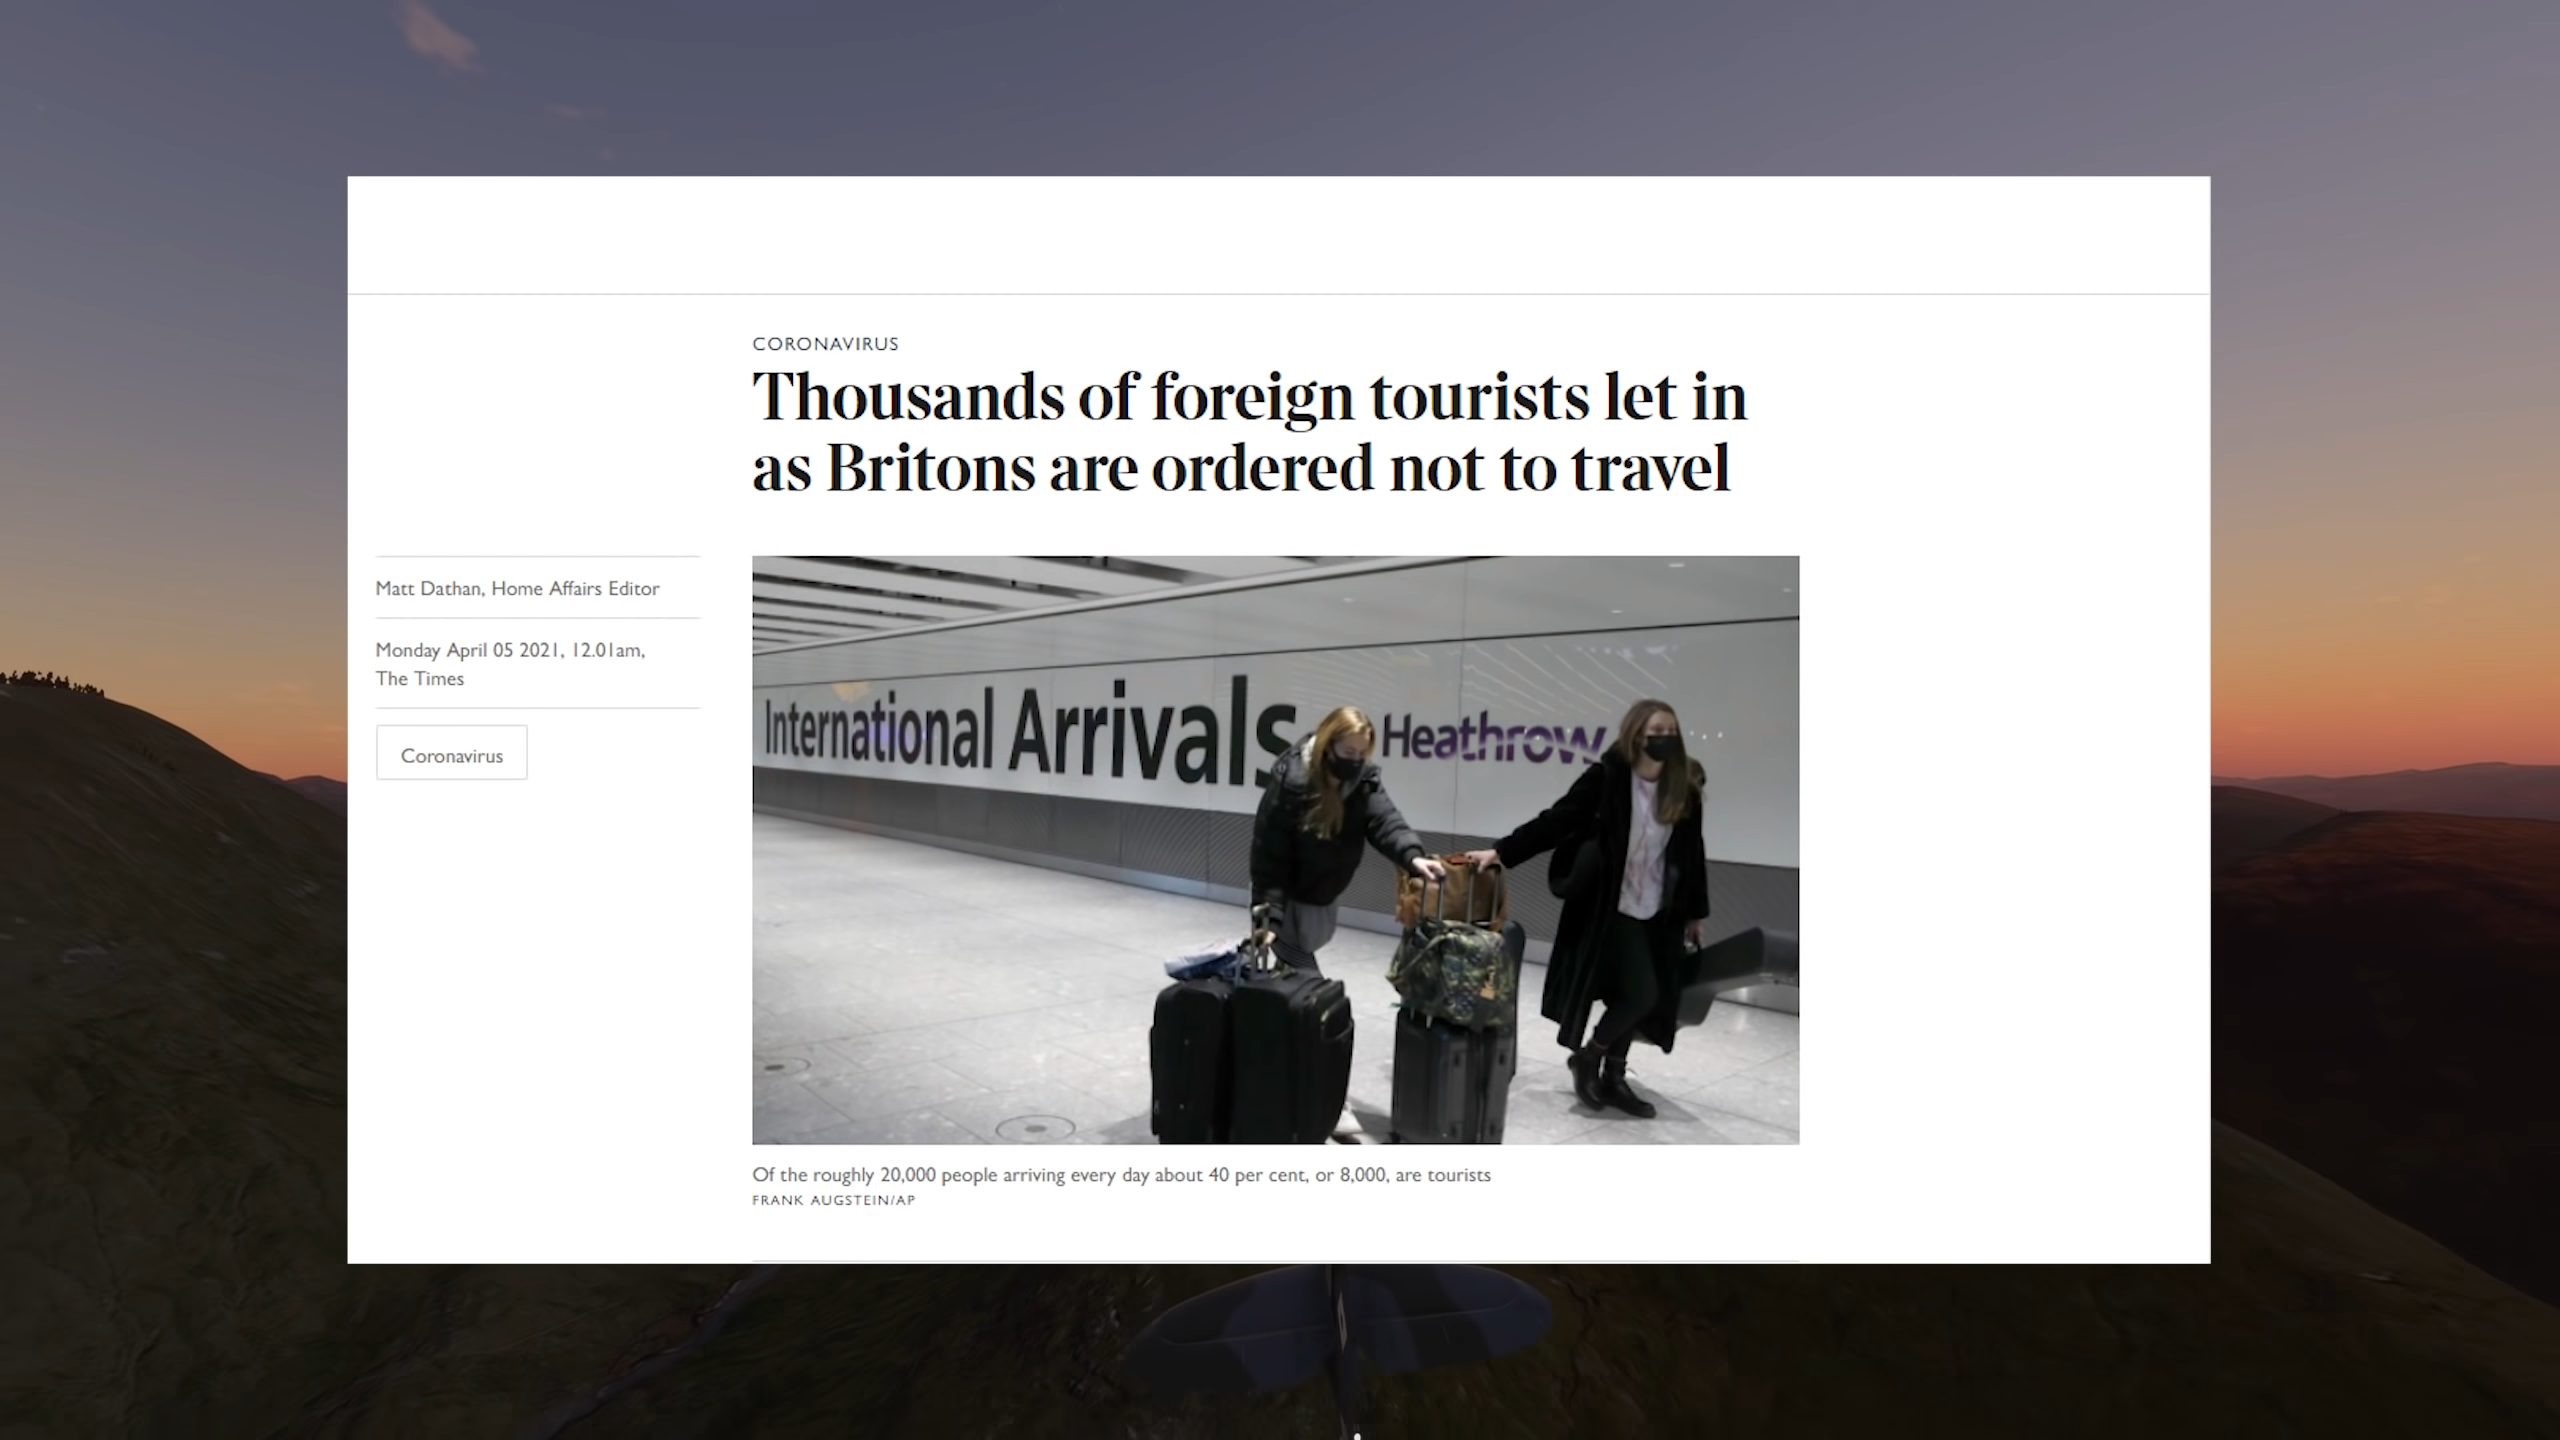 CORONAVIRUS
Thousands of foreign tourists let in
as Britons are ordered not to travel
Matt Dathan, Home Affairs Editor
Monday April 05 2021, 12.01am,
The Times
Coronavirus
International Arrivals
Heathrow
Of the roughly 20,000 people arriving every day about 40 per cent, or 8,000, are tourists
FRANK AUGSTEIN/AP